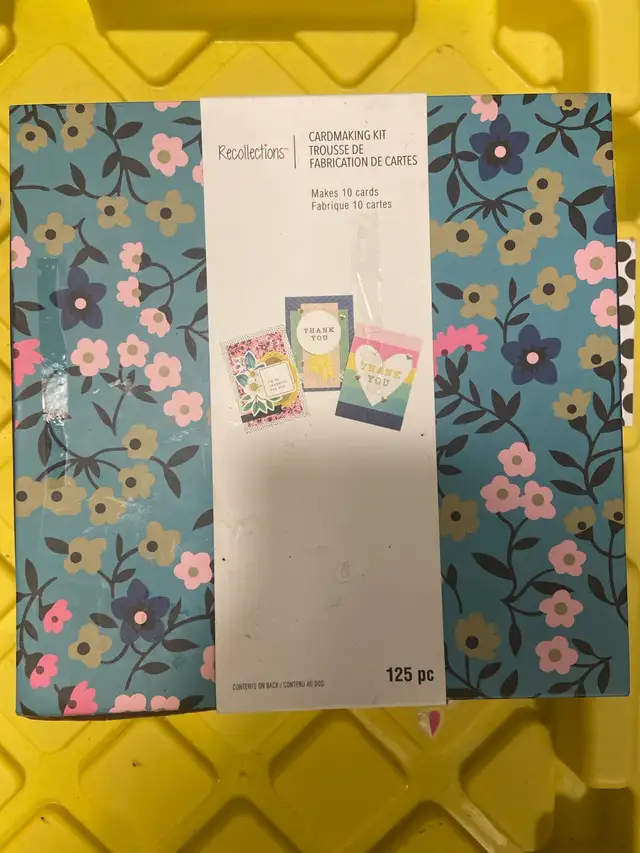 Recollections™
CARDMAKING KIT
TROUSSE DE
FABRICATION DE CARTES
Makes 10 cards
Fabrique 10 cartes
THANK
YOU
THANK
YOU
CONTENTS ON BACK / CONTENU AU DOS
125 pc